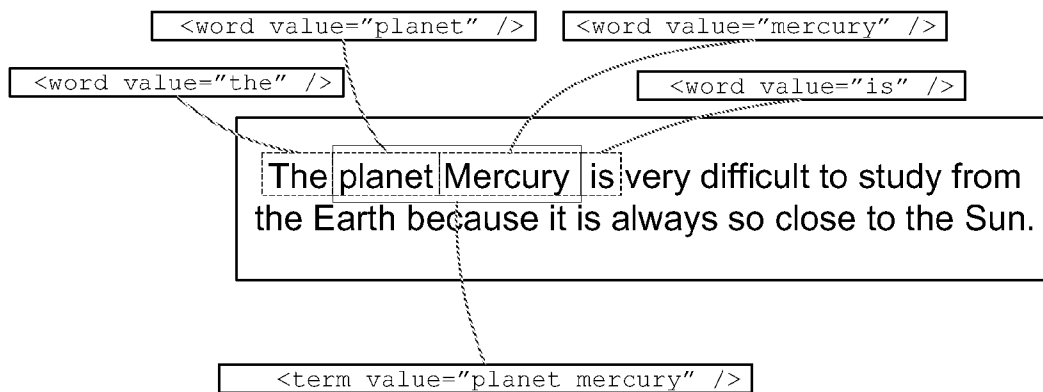 <word value="planet" />
<word value="mercury" />
<word value="the" />
<word value="is" />
The planet Mercury is very difficult to study from
the Earth because it is always so close to the Sun.
<term value="planet mercury" />